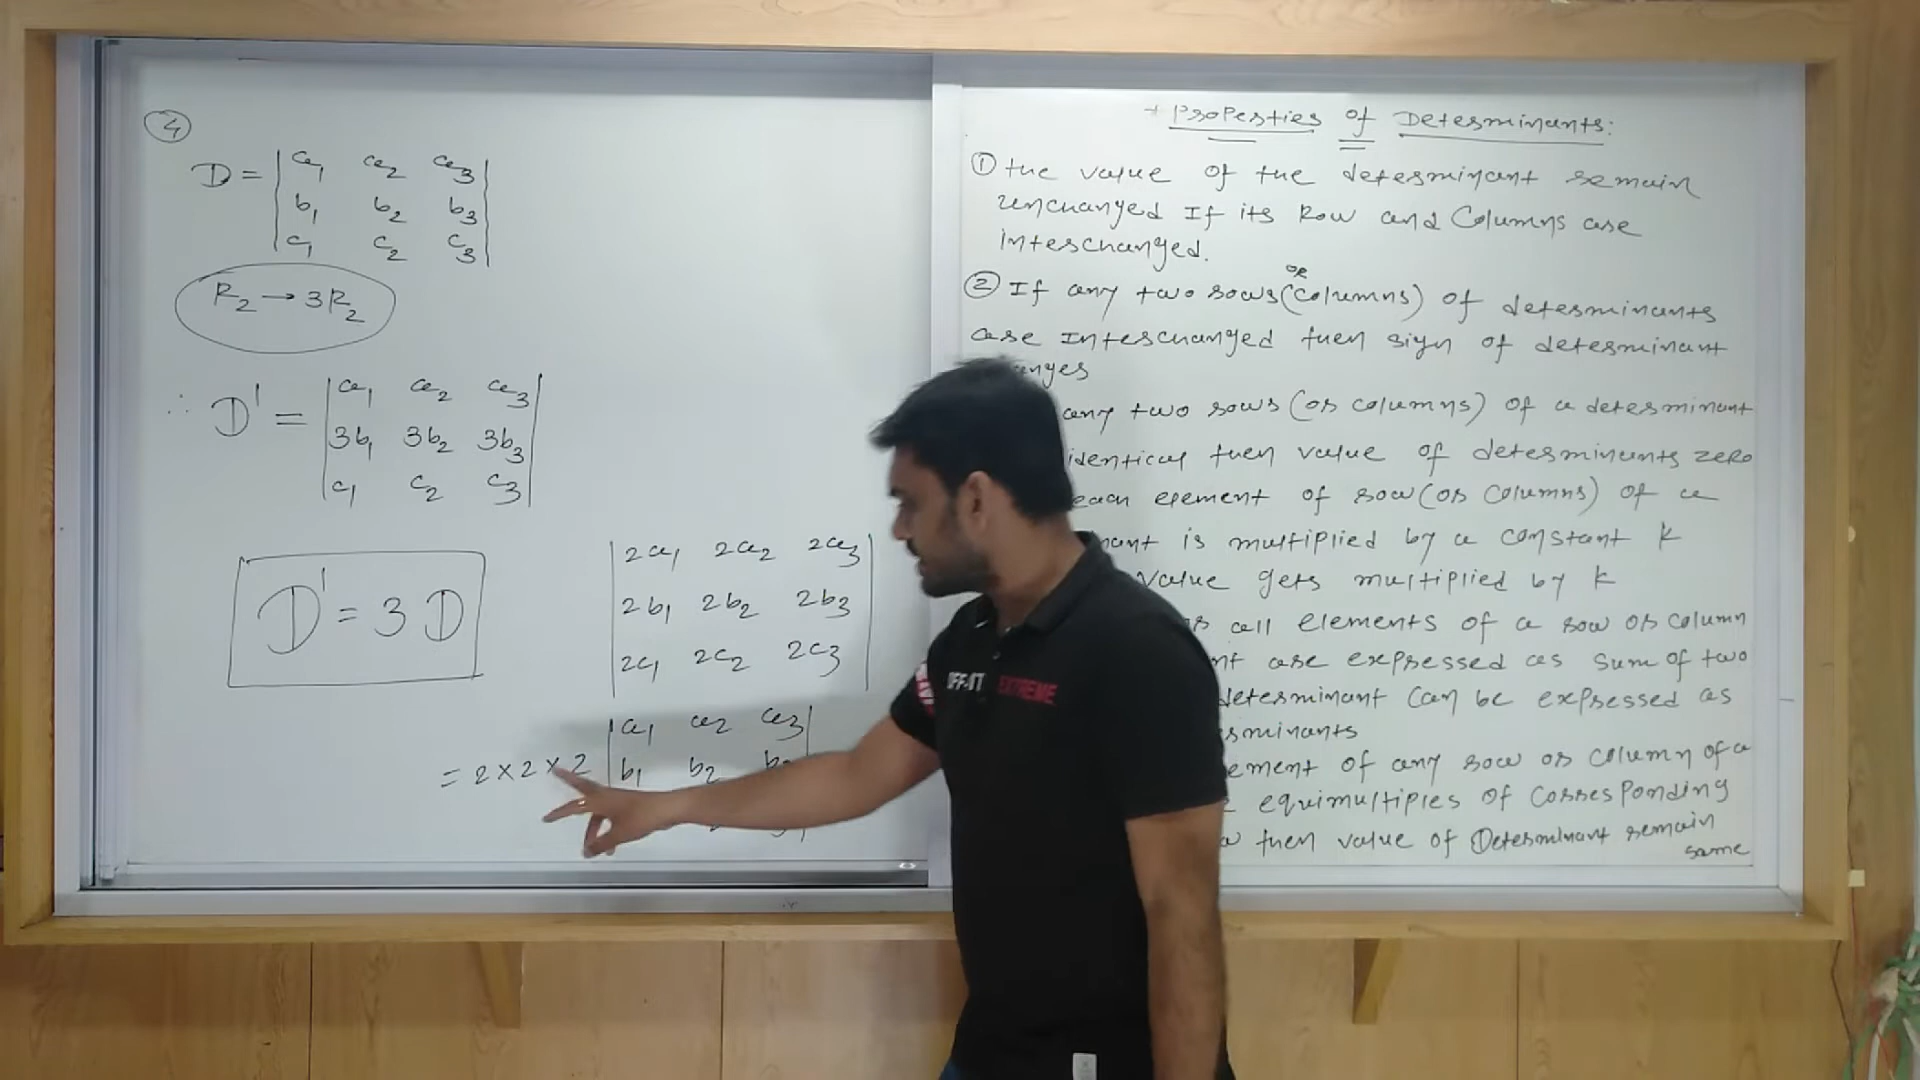 ④
D = | a₁ a₂ a₃ |
| b₁ b₂ b₃ |
| c₁ c₂ c₃ |
R₂ → 3R₂
∴ D' = | a₁ a₂ a₃ |
| 3b₁ 3b₂ 3b₃ |
| c₁ c₂ c₃ |
D' = 3 D
| 2a₁ 2a₂ 2a₃ |
| 2b₁ 2b₂ 2b₃ |
| 2c₁ 2c₂ 2c₃ |
| a₁ a₂ a₃ |
= 2 × 2 × 2 | b₁ b₂ b₃
Properties of Determinants:
① the value of the determinant remain
unchanged If its Row and Columns are
interchanged.
② If any two rows (or columns) of determinants
are Interchanged then sign of determinant
any two rows (or columns) of a determinant
identical then value of determinants zero
each element of row (or columns) of a
is multiplied by a constant k
value gets multiplied by k
all elements of a row or column
are expressed as sum of two
determinant can be expressed as
of any row or column of a
equimultiples of corresponding
then value of Determinant remain
same
EXTREME